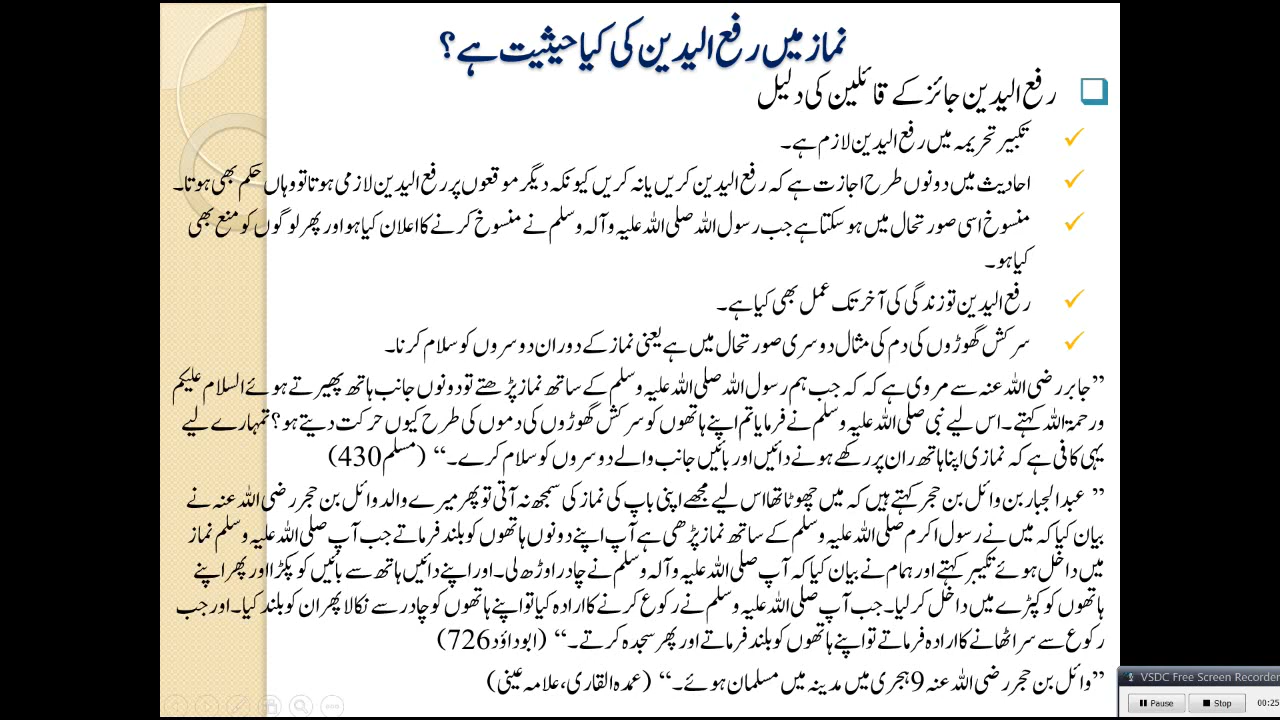 نماز میں رفع الیدین کی کیا حیثیت ہے؟
رفع الیدین جائز کے قائلین کی دلیل
تکبیر تحریمہ میں رفع الیدین لازم ہے۔
احادیث میں دونوں طرح اجازت ہے کہ رفع الیدین کریں یا نہ کریں کیونکہ دیگر موقعوں پر رفع الیدین لازمی ہوتا تو وہاں حکم بھی ہوتا۔
منسوخ اسی صورتحال میں ہو سکتا ہے جب رسول اللہ صلی اللہ علیہ وآلہ وسلم نے منسوخ کرنے کا اعلان کیا ہو اور پھر لوگوں کو منع بھی
کیا ہو۔
رفع الیدین تو زندگی کی آخر تک عمل بھی کیا ہے۔
سرکش گھوڑوں کی دم کی مثال دوسری صورتحال میں ہے یعنی نماز کے دوران دوسروں کو سلام کرنا۔
”جابر رضی اللہ عنہ سے مروی ہے کہ کہ جب ہم رسول اللہ صلی اللہ علیہ وسلم کے ساتھ نماز پڑھتے تو دونوں جانب ہاتھ پھیرتے ہوئے السلام علیکم
ورحمۃ اللہ کہتے۔ اس لیے نبی صلی اللہ علیہ وسلم نے فرمایا تم اپنے ہاتھوں کو سرکش گھوڑوں کی دموں کی طرح کیوں حرکت دیتے ہو؟ تمہارے لیے
یہی کافی ہے کہ نمازی اپنا ہاتھ ران پر رکھے ہونے دائیں اور بائیں جانب والے دوسروں کو سلام کرے۔“ (مسلم 430)
” عبدالجبار بن وائل بن حجر کہتے ہیں کہ میں چھوٹا تھا اس لیے مجھے اپنی باپ کی نماز کی سمجھ نہ آتی تو پھر میرے والد وائل بن حجر رضی اللہ عنہ نے
بیان کیا کہ میں نے رسول اکرم صلی اللہ علیہ وسلم کے ساتھ نماز پڑھی ہے آپ اپنے دونوں ہاتھوں کو بلند فرماتے جب آپ صلی اللہ علیہ وسلم نماز
میں داخل ہوئے تکبیر کہتے اور ہمام نے بیان کیا کہ آپ صلی اللہ علیہ وآلہ وسلم نے چادر اوڑھ لی۔ اور اپنے دائیں ہاتھ سے بائیں کو پکڑا اور پھر اپنے
ہاتھوں کو کپڑے میں داخل کر لیا۔ جب آپ صلی اللہ علیہ وسلم نے رکوع کرنے کا ارادہ کیا تو اپنے ہاتھوں کو چادر سے نکالا پھر ان کو بلند کیا۔ اور جب
رکوع سے سر اٹھانے کا ارادہ فرماتے تو اپنے ہاتھوں کو بلند فرماتے اور پھر سجدہ کرتے۔“ (ابوداؤد 726)
”وائل بن حجر رضی اللہ عنہ 9 ہجری میں مدینہ میں مسلمان ہوئے۔“ (عمدہ القاری، علامہ عینی)
VSDC Free Screen Recorder
Pause Stop 00:25